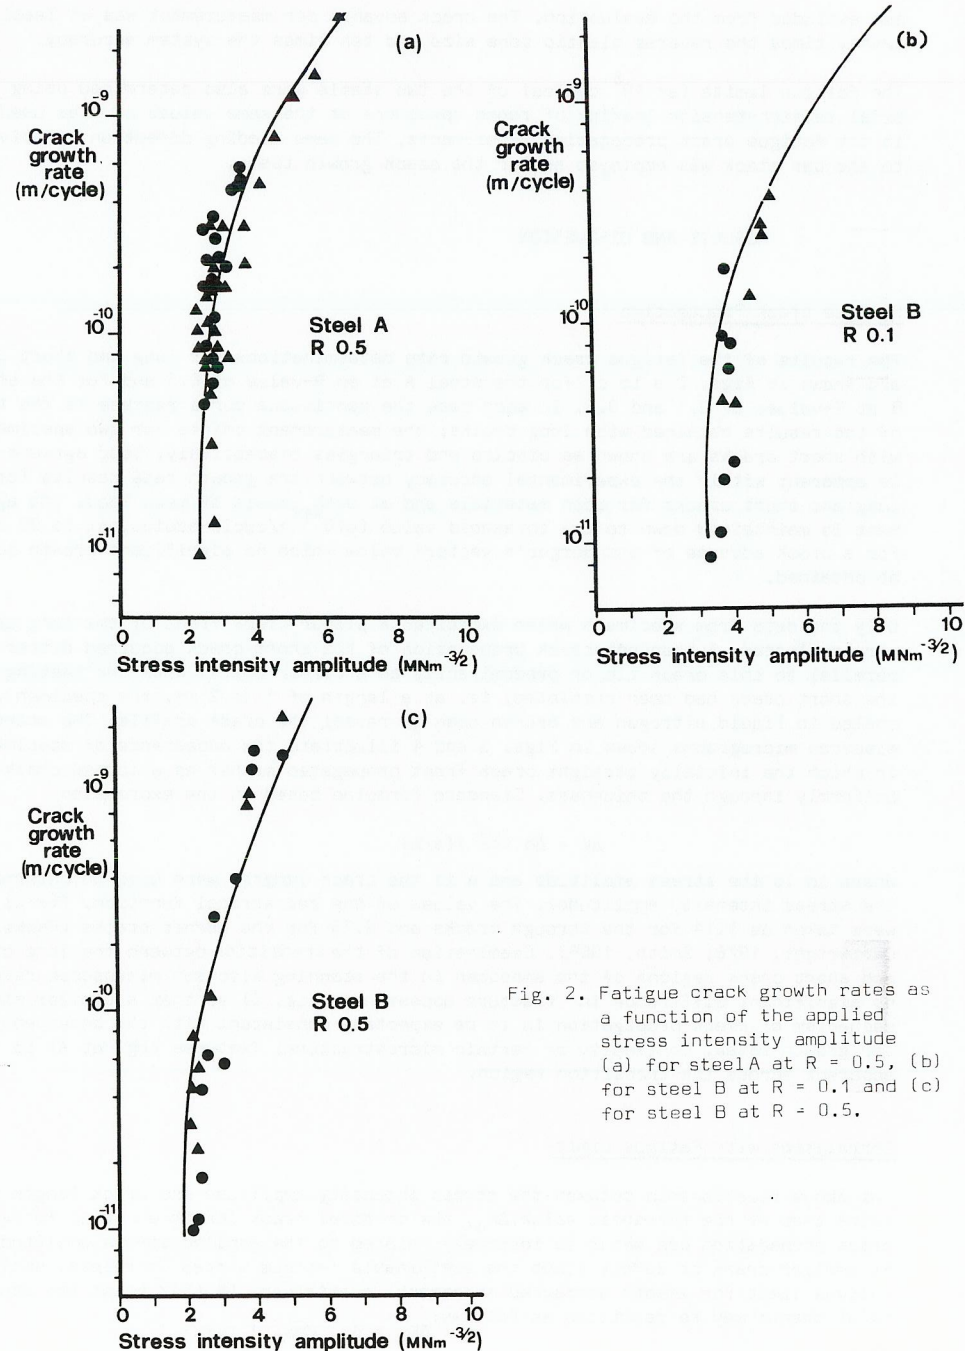 (a)
10-9
Crack
growth
rate
(m/cycle)
10-10
10-11
Steel A
R 0.5
0 2 4 6 8 10
Stress intensity amplitude (MNm-3/2)
(b)
10-9
Crack
growth
rate
(m/cycle)
10-10
10-11
Steel B
R 0.1
0 2 4 6 8 10
Stress intensity amplitude (MNm-3/2)
(c)
10-9
Crack
growth
rate
(m/cycle)
10-10
10-11
Steel B
R 0.5
0 2 4 6 8 10
Stress intensity amplitude (MNm-3/2)
Fig. 2. Fatigue crack growth rates as
a function of the applied
stress intensity amplitude
(a) for steel A at R = 0.5, (b)
for steel B at R = 0.1 and (c)
for steel B at R = 0.5.